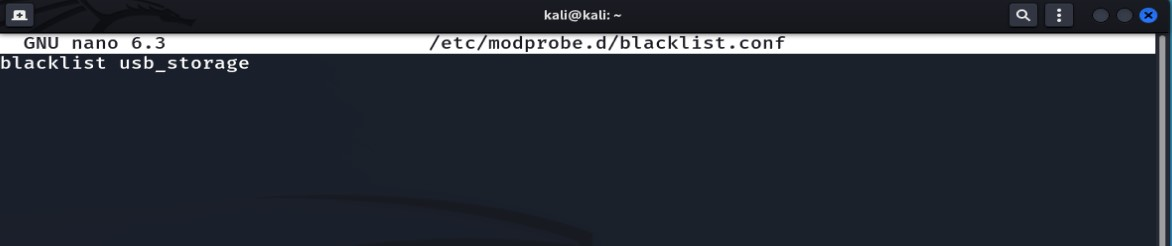 kali@kali: ~
GNU nano 6.3 /etc/modprobe.d/blacklist.conf
blacklist usb_storage